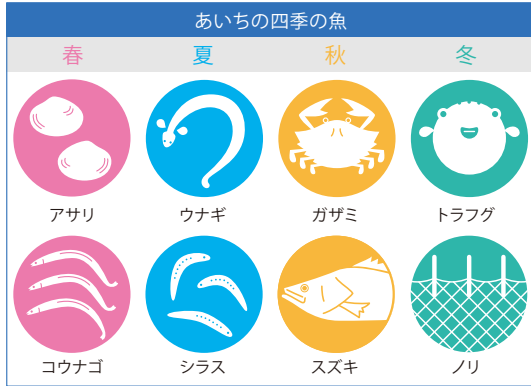 あいちの四季の魚
春 夏 秋 冬
アサリ ウナギ ガザミ トラフグ
コウナゴ シラス スズキ ノリ